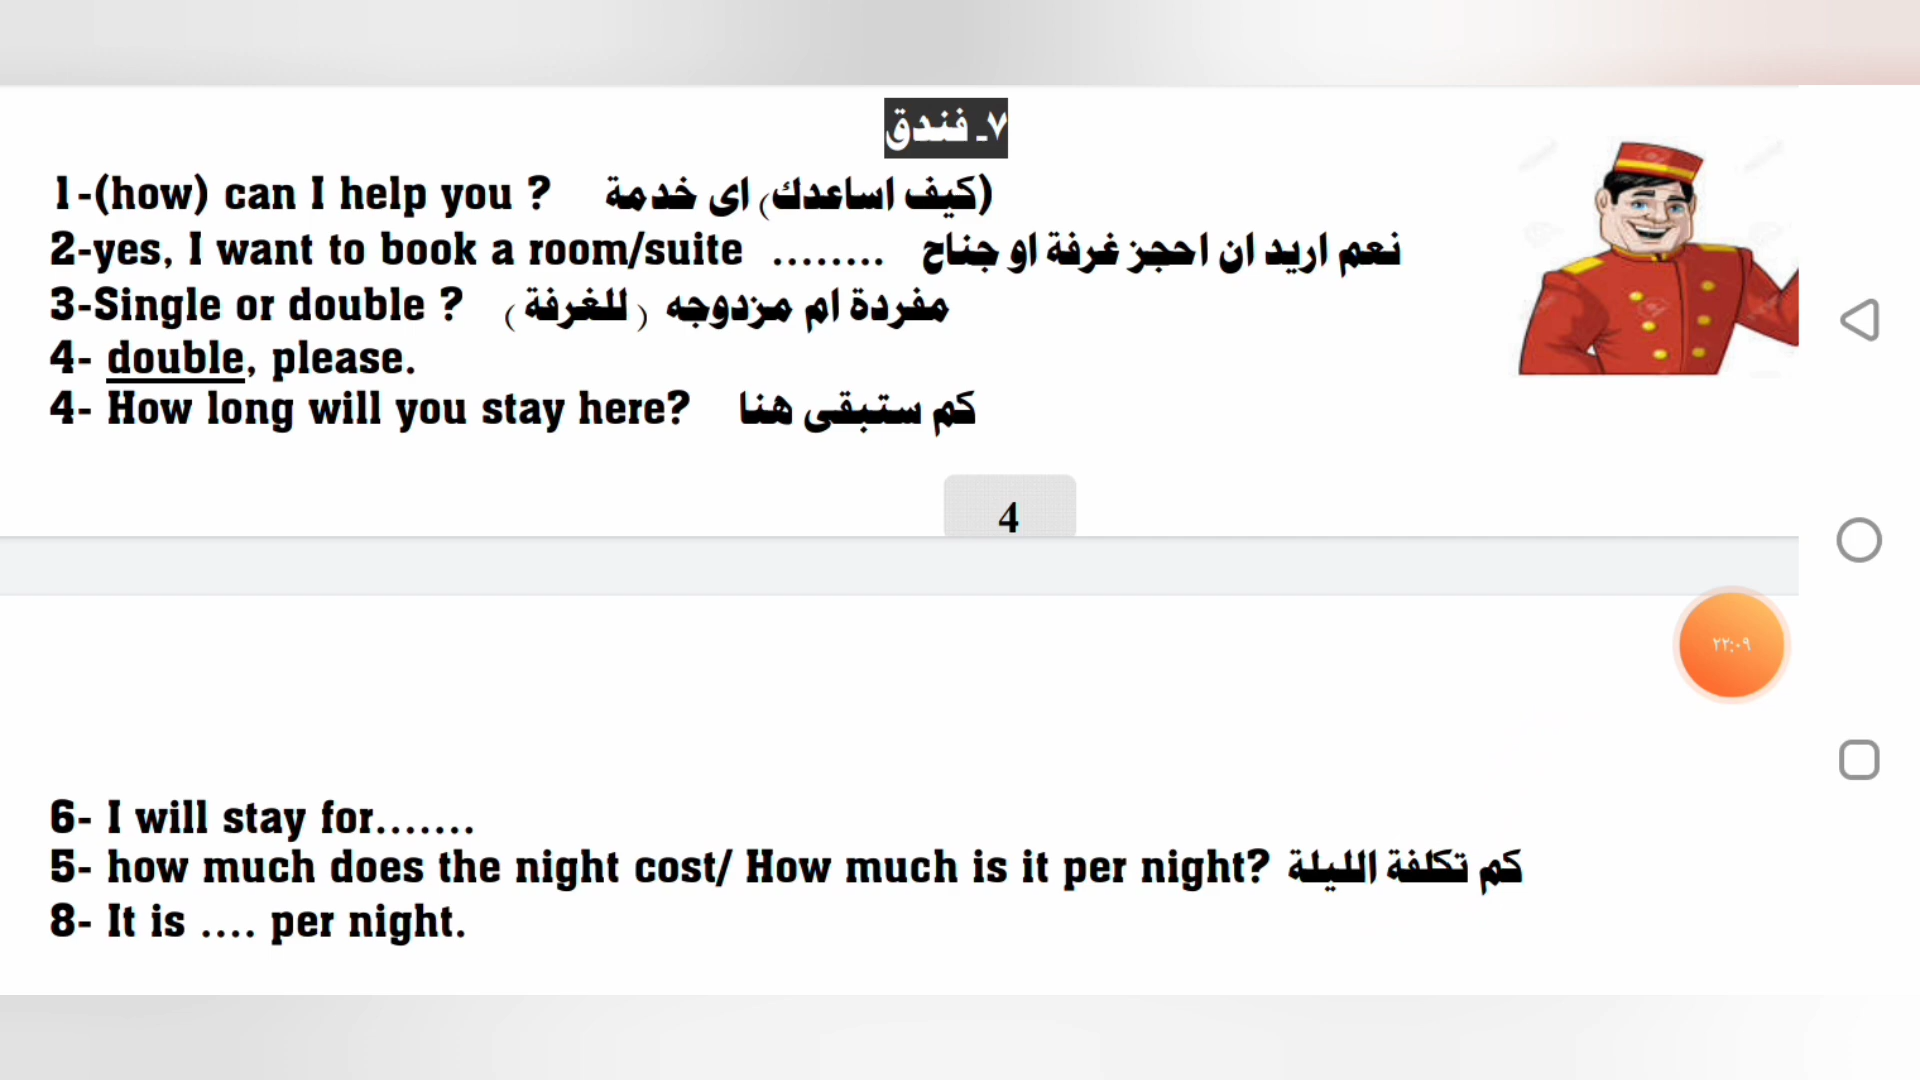 ٧ـ فندق
1-(how) can I help you ? (كيف اساعدك) اى خدمة
2-yes, I want to book a room/suite ........ نعم اريد ان احجز غرفة او جناح
3-Single or double ? مفردة ام مزدوجه ( للغرفة )
4- double, please.
4- How long will you stay here? كم ستبقى هنا
4
٢٢:٠٩
6- I will stay for.......
5- how much does the night cost/ How much is it per night? كم تكلفة الليلة
8- It is .... per night.